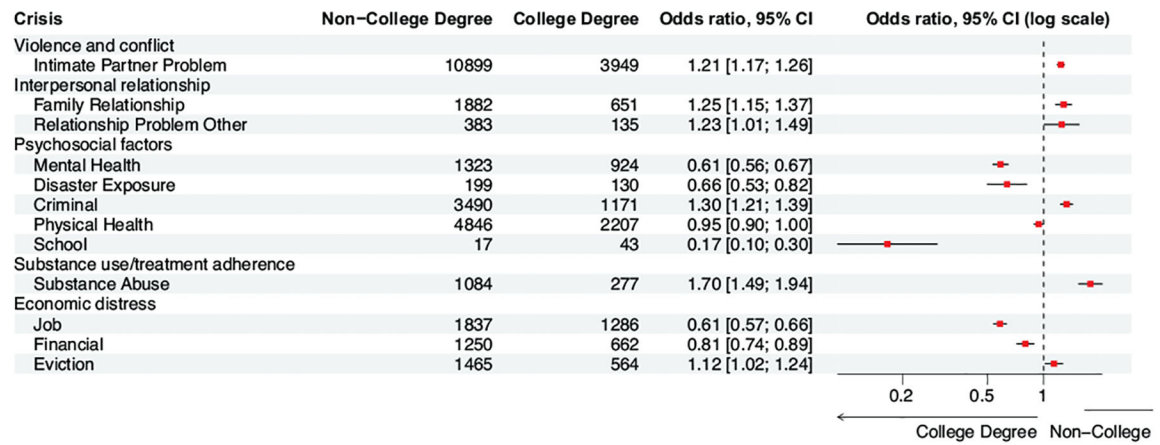 Crisis Non−College Degree College Degree Odds ratio, 95% CI Odds ratio, 95% CI (log scale)
Violence and conflict
Intimate Partner Problem 10899 3949 1.21 [1.17; 1.26]
Interpersonal relationship
Family Relationship 1882 651 1.25 [1.15; 1.37]
Relationship Problem Other 383 135 1.23 [1.01; 1.49]
Psychosocial factors
Mental Health 1323 924 0.61 [0.56; 0.67]
Disaster Exposure 199 130 0.66 [0.53; 0.82]
Criminal 3490 1171 1.30 [1.21; 1.39]
Physical Health 4846 2207 0.95 [0.90; 1.00]
School 17 43 0.17 [0.10; 0.30]
Substance use/treatment adherence
Substance Abuse 1084 277 1.70 [1.49; 1.94]
Economic distress
Job 1837 1286 0.61 [0.57; 0.66]
Financial 1250 662 0.81 [0.74; 0.89]
Eviction 1465 564 1.12 [1.02; 1.24]
0.2 0.5 1
College Degree Non−College